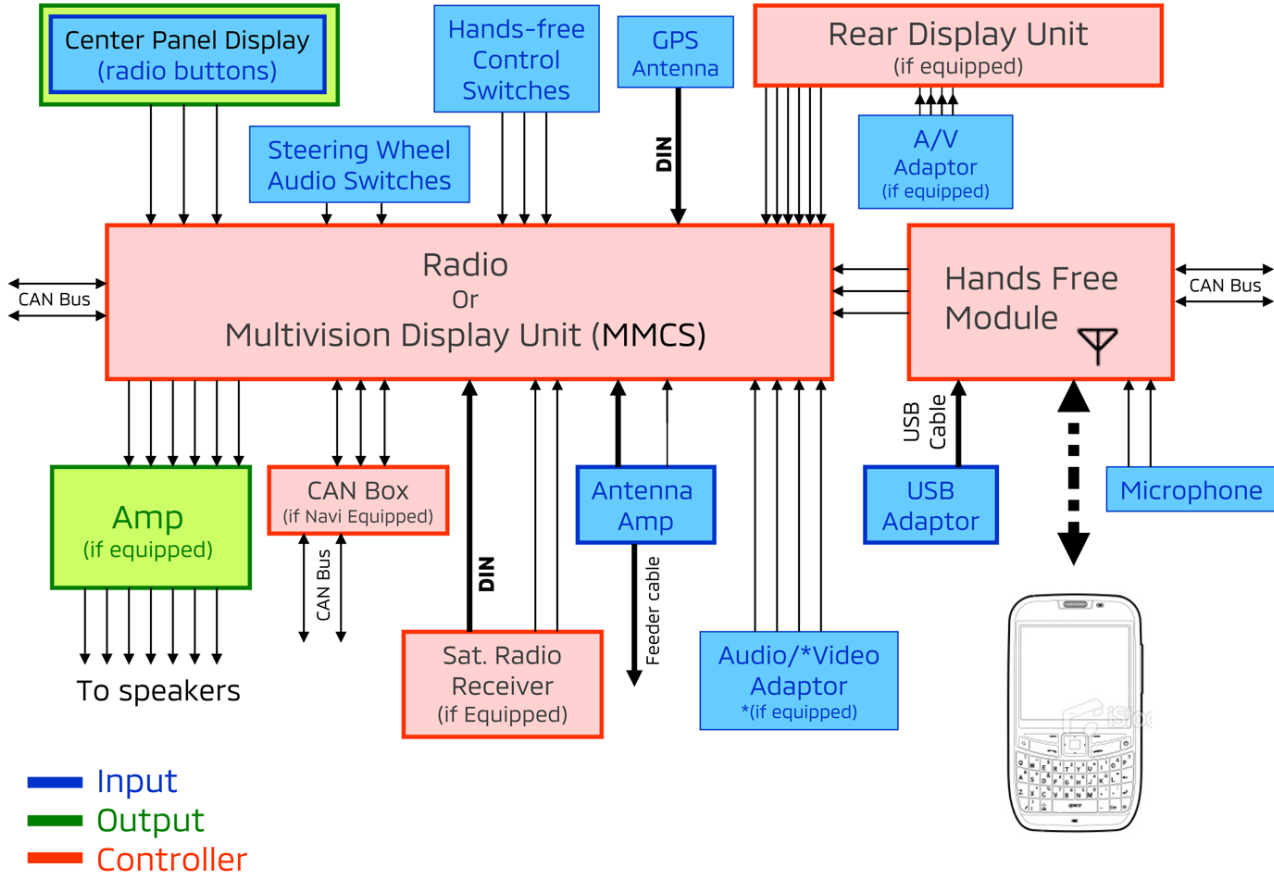 Center Panel Display
(radio buttons)
Hands-free
Control
Switches
GPS
Antenna
Rear Display Unit
(if equipped)
Steering Wheel
Audio Switches
DIN
A/V
Adaptor
(if equipped)
Radio
Or
Multivision Display Unit (MMCS)
Hands Free
Module
CAN Bus
CAN Bus
USB
Cable
Amp
(if equipped)
CAN Box
(if Navi Equipped)
Antenna
Amp
USB
Adaptor
Microphone
CAN Bus
DIN
Feeder cable
Sat. Radio
Receiver
(if Equipped)
Audio/*Video
Adaptor
*(if equipped)
To speakers
Input
Output
Controller
space